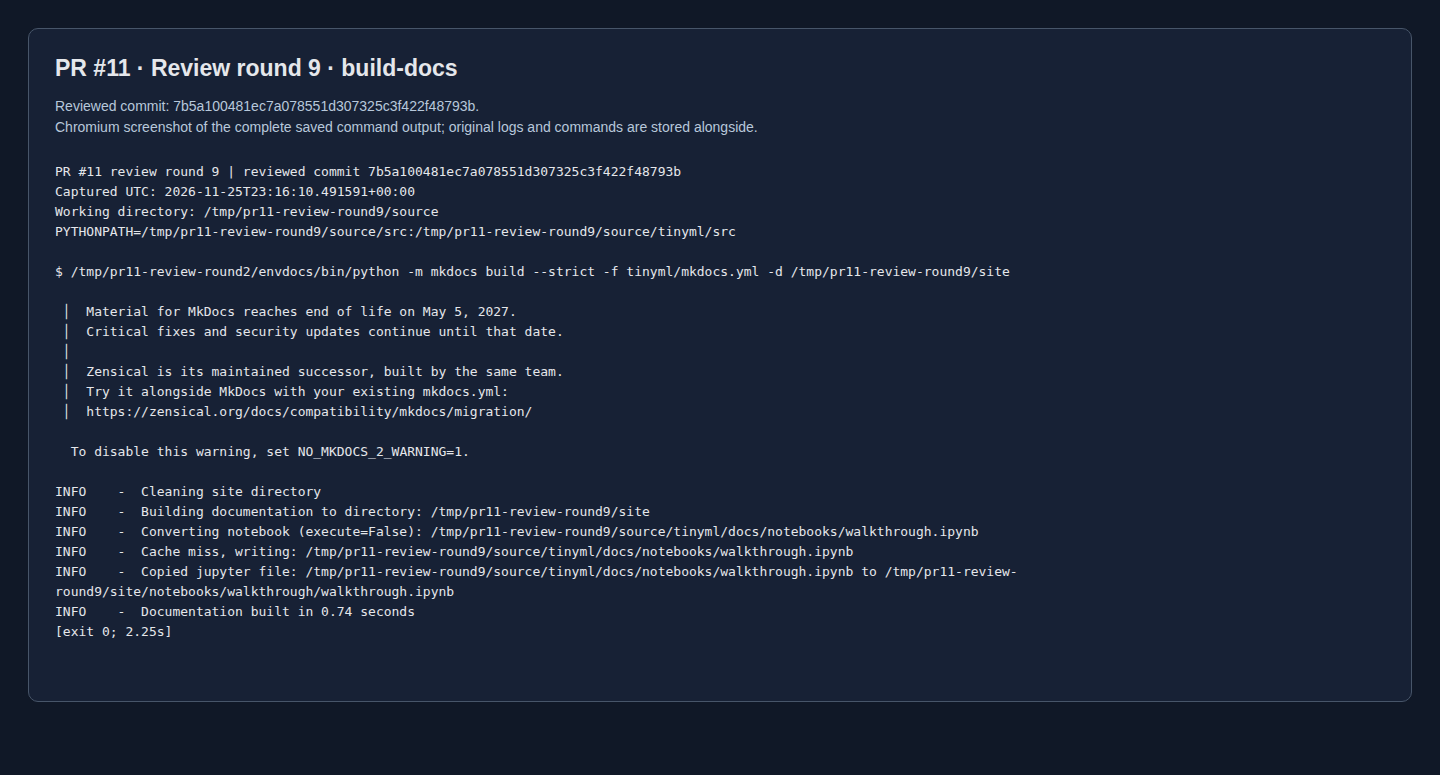 PR #11 · Review round 9 · build-docs
Reviewed commit: 7b5a100481ec7a078551d307325c3f422f48793b.
Chromium screenshot of the complete saved command output; original logs and commands are stored alongside.
PR #11 review round 9 | reviewed commit 7b5a100481ec7a078551d307325c3f422f48793b
Captured UTC: 2026-11-25T23:16:10.491591+00:00
Working directory: /tmp/pr11-review-round9/source
PYTHONPATH=/tmp/pr11-review-round9/source/src:/tmp/pr11-review-round9/source/tinyml/src
$ /tmp/pr11-review-round2/envdocs/bin/python -m mkdocs build --strict -f tinyml/mkdocs.yml -d /tmp/pr11-review-round9/site
│  Material for MkDocs reaches end of life on May 5, 2027.
│  Critical fixes and security updates continue until that date.
│
│  Zensical is its maintained successor, built by the same team.
│  Try it alongside MkDocs with your existing mkdocs.yml:
│  https://zensical.org/docs/compatibility/mkdocs/migration/
To disable this warning, set NO_MKDOCS_2_WARNING=1.
INFO    -  Cleaning site directory
INFO    -  Building documentation to directory: /tmp/pr11-review-round9/site
INFO    -  Converting notebook (execute=False): /tmp/pr11-review-round9/source/tinyml/docs/notebooks/walkthrough.ipynb
INFO    -  Cache miss, writing: /tmp/pr11-review-round9/source/tinyml/docs/notebooks/walkthrough.ipynb
INFO    -  Copied jupyter file: /tmp/pr11-review-round9/source/tinyml/docs/notebooks/walkthrough.ipynb to /tmp/pr11-review-
round9/site/notebooks/walkthrough/walkthrough.ipynb
INFO    -  Documentation built in 0.74 seconds
[exit 0; 2.25s]